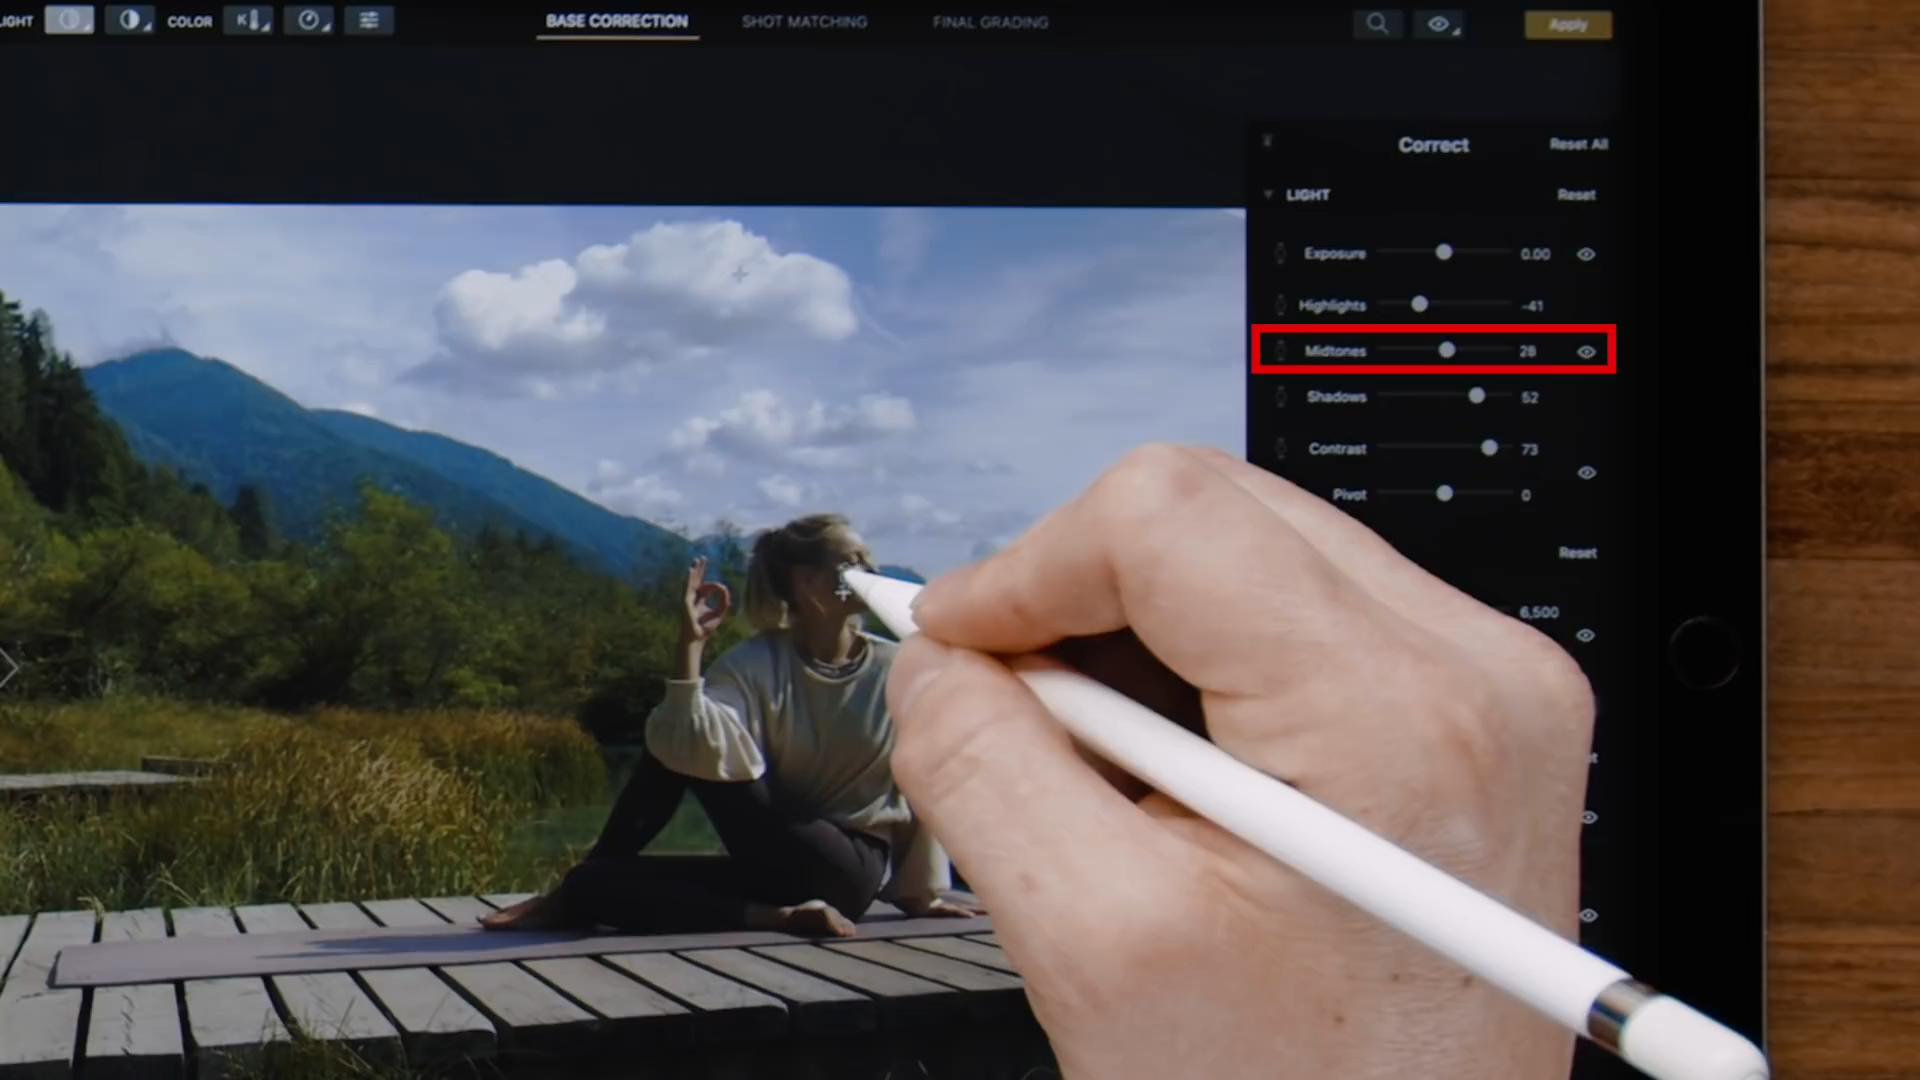 LIGHT COLOR K BASE CORRECTION SHOT MATCHING FINAL GRADING Apply
Correct Reset All
LIGHT Reset
Exposure 0.00
Highlights -41
Midtones 28
Shadows 52
Contrast 73
Pivot 0
Reset
6,500